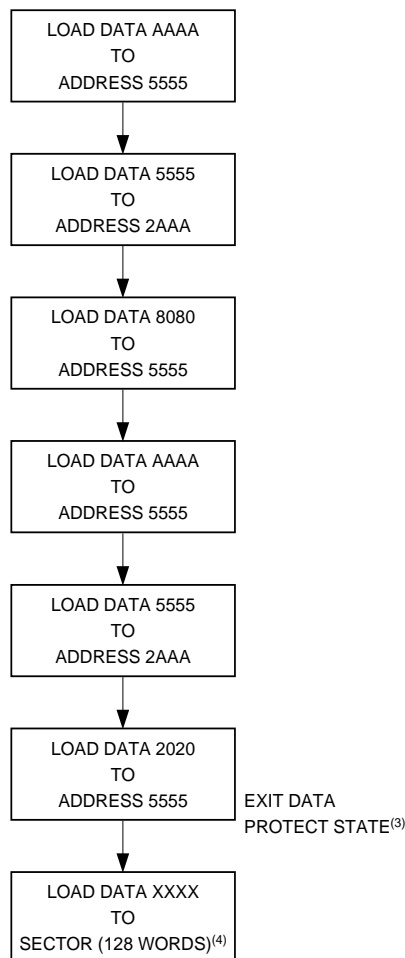 LOAD DATA AAAA
TO
ADDRESS 5555
LOAD DATA 5555
TO
ADDRESS 2AAA
LOAD DATA 8080
TO
ADDRESS 5555
LOAD DATA AAAA
TO
ADDRESS 5555
LOAD DATA 5555
TO
ADDRESS 2AAA
LOAD DATA 2020
TO
ADDRESS 5555
EXIT DATA
PROTECT STATE(3)
LOAD DATA XXXX
TO
SECTOR (128 WORDS)(4)